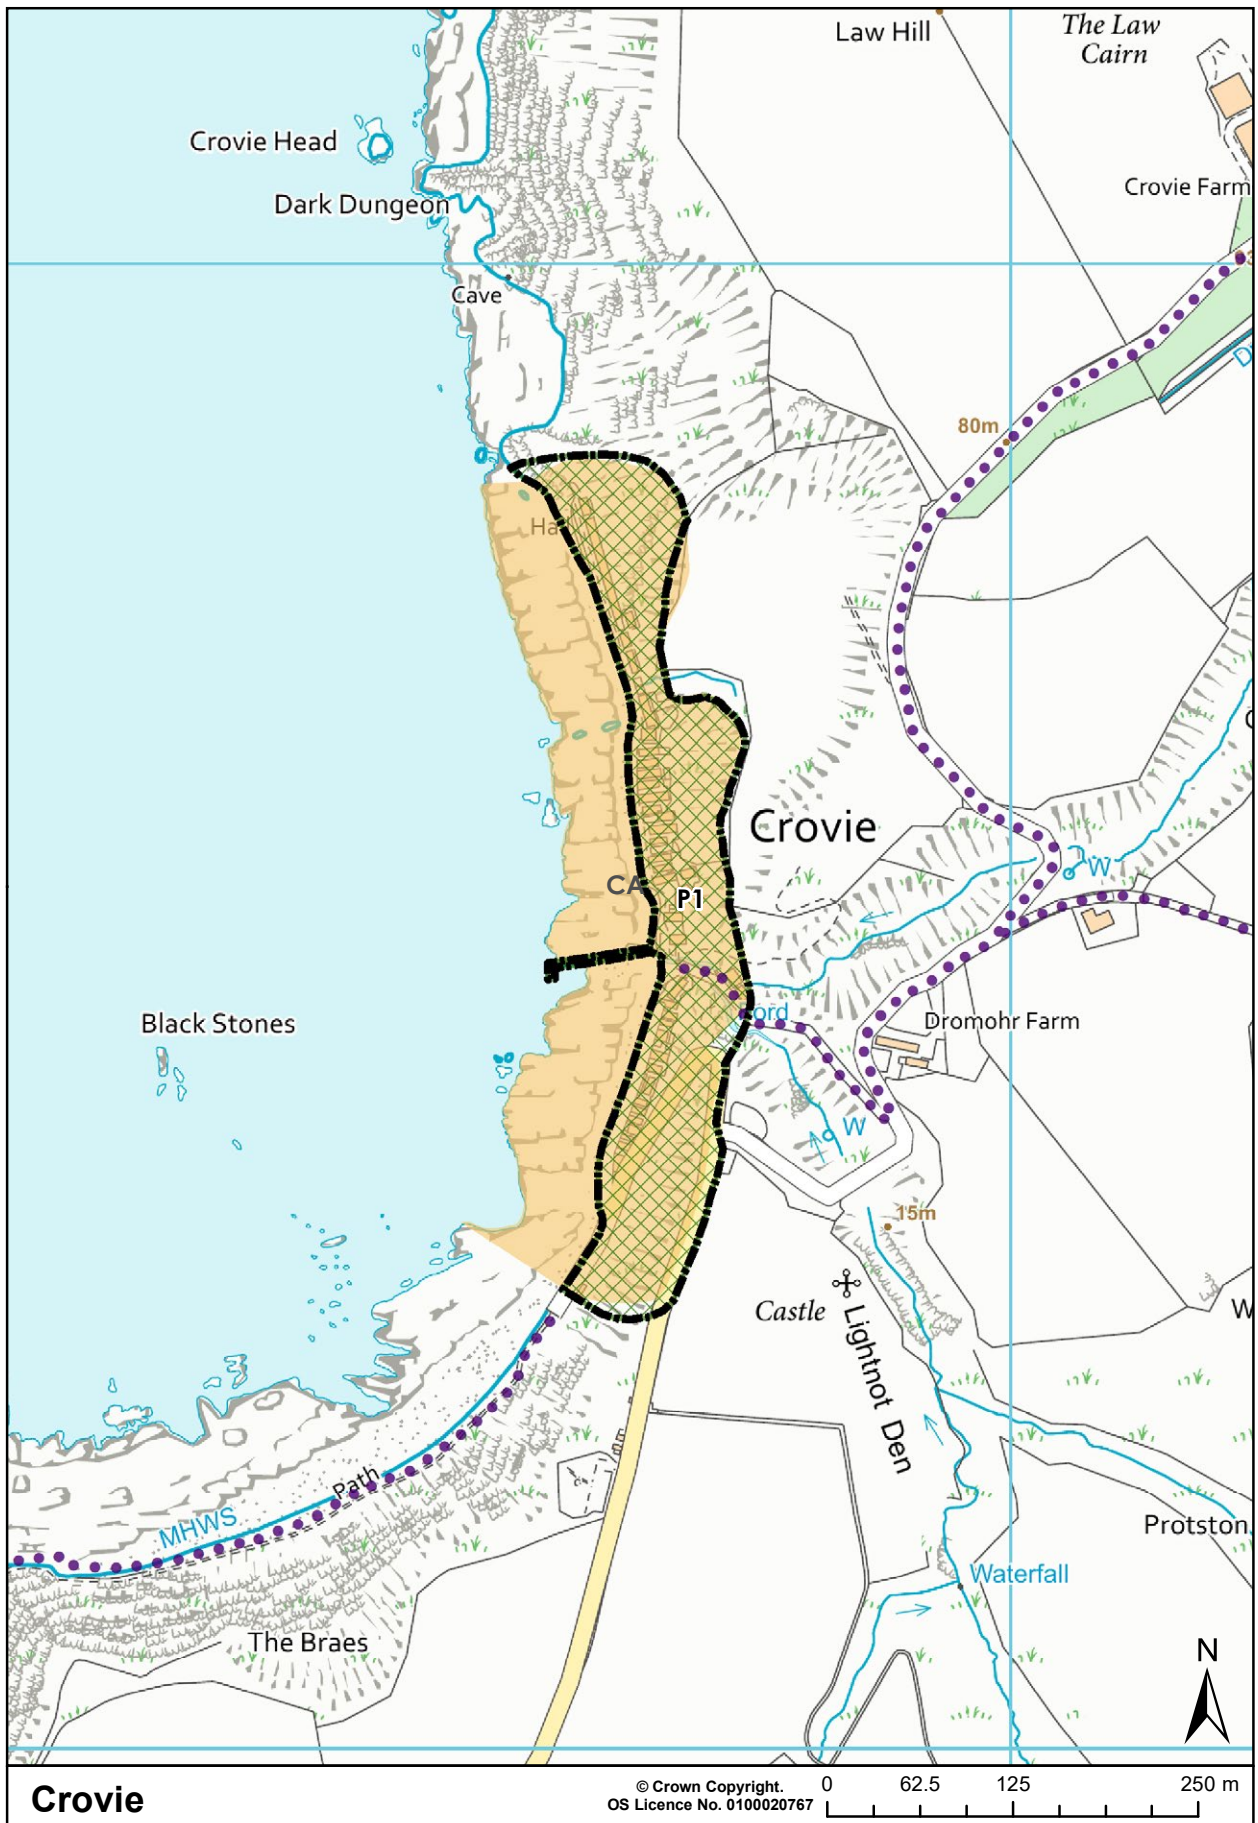 Law Hill
The Law
Cairn
Crovie Head
Dark Dungeon
Crovie Farm
Cave
80m
Ha
Crovie
W
CA
P1
Ford
Black Stones
Dromohr Farm
W
15m
Castle
Lightnot Den
Path
MHWS
Protston
Waterfall
The Braes
N
Crovie
© Crown Copyright.
OS Licence No. 0100020767
0 62.5 125 250 m